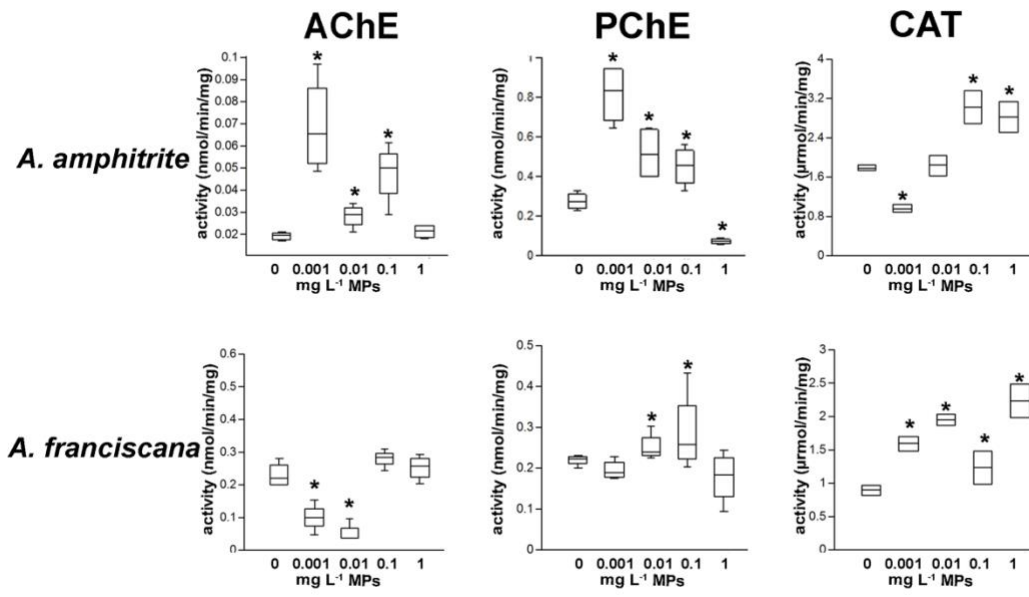 AChE PChE CAT
A. amphitrite
activity (nmol/min/mg)
0.1
0.09
0.08
0.07
0.06
0.05
0.04
0.03
0.02
* * *
0 0.001 0.01 0.1 1
mg L-1 MPs
activity (nmol/min/mg)
1
0.8
0.6
0.4
0.2
0
* * * *
0 0.001 0.01 0.1 1
mg L-1 MPs
activity (µrmol/min/mg)
4
3.2
2.4
1.6
0.8
0
* * *
0 0.001 0.01 0.1 1
mg L-1 MPs
A. franciscana
activity (nmol/min/mg)
0.6
0.5
0.4
0.3
0.2
0.1
0
* *
0 0.001 0.01 0.1 1
mg L-1 MPs
activity (nmol/min/mg)
0.5
0.4
0.3
0.2
0.1
0
* *
0 0.001 0.01 0.1 1
mg L-1 MPs
activity (µrmol/min/mg)
3
2.5
2
1.5
1
0.5
0
* * * *
0 0.001 0.01 0.1 1
mg L-1 MPs